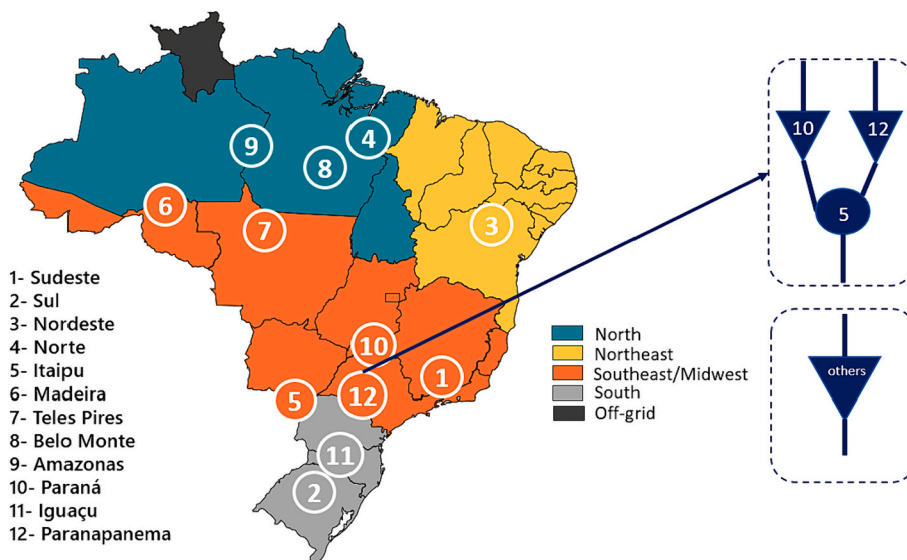 1- Sudeste
2- Sul
3- Nordeste
4- Norte
5- Itaipu
6- Madeira
7- Teles Pires
8- Belo Monte
9- Amazonas
10- Paraná
11- Iguaçu
12- Paranapanema
4
9
8
6
7
3
10
1
5
12
11
2
North
Northeast
Southeast/Midwest
South
Off-grid
10 12
5
others